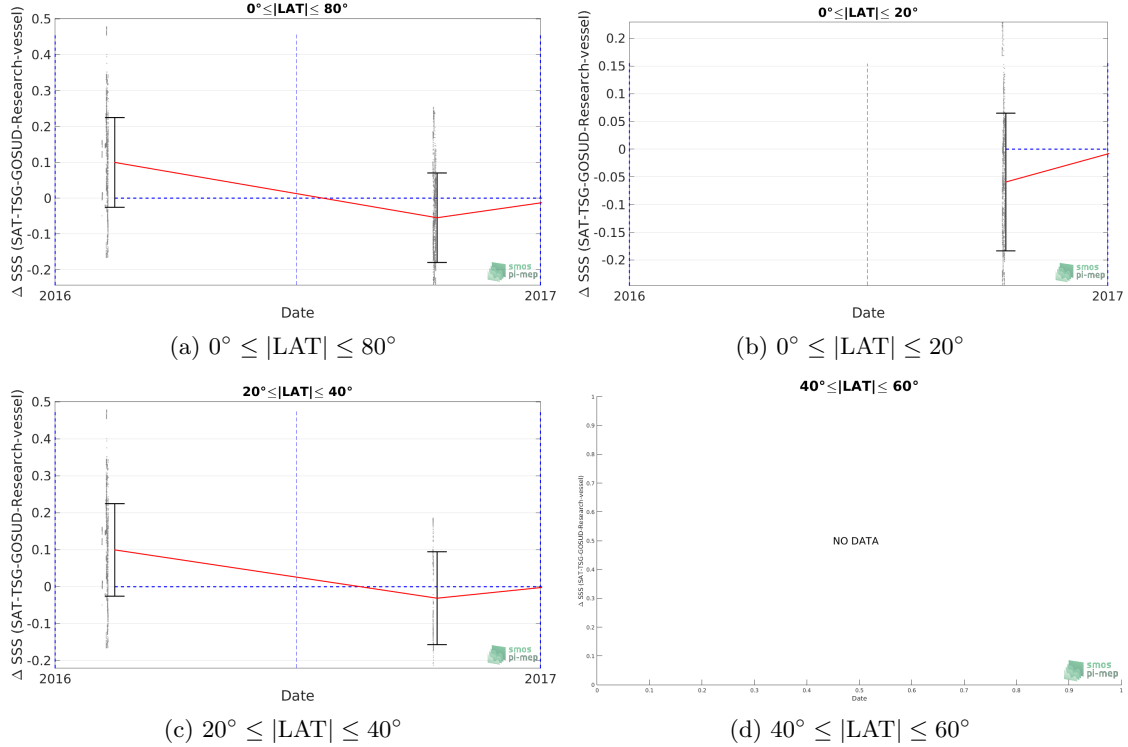 0°≤|LAT|≤ 80°
Δ SSS (SAT-TSG-GOSUD-Research-vessel)
0.5
0.4
0.3
0.2
0.1
0
-0.1
-0.2
2016
2017
Date
smos
pi-mep
(a) 0° ≤ |LAT| ≤ 80°
0°≤|LAT|≤ 20°
Δ SSS (SAT-TSG-GOSUD-Research-vessel)
0.2
0.15
0.1
0.05
0
-0.05
-0.1
-0.15
-0.2
2016
2017
Date
smos
pi-mep
(b) 0° ≤ |LAT| ≤ 20°
20°≤|LAT|≤ 40°
Δ SSS (SAT-TSG-GOSUD-Research-vessel)
0.5
0.4
0.3
0.2
0.1
0
-0.1
-0.2
2016
2017
Date
smos
pi-mep
(c) 20° ≤ |LAT| ≤ 40°
40°≤|LAT|≤ 60°
Δ SSS (SAT-TSG-GOSUD-Research-vessel)
1
0.9
0.8
0.7
0.6
0.5
0.4
0.3
0.2
0.1
0
NO DATA
0 0.1 0.2 0.3 0.4 0.5 0.6 0.7 0.8 0.9 1
Date
smos
pi-mep
(d) 40° ≤ |LAT| ≤ 60°